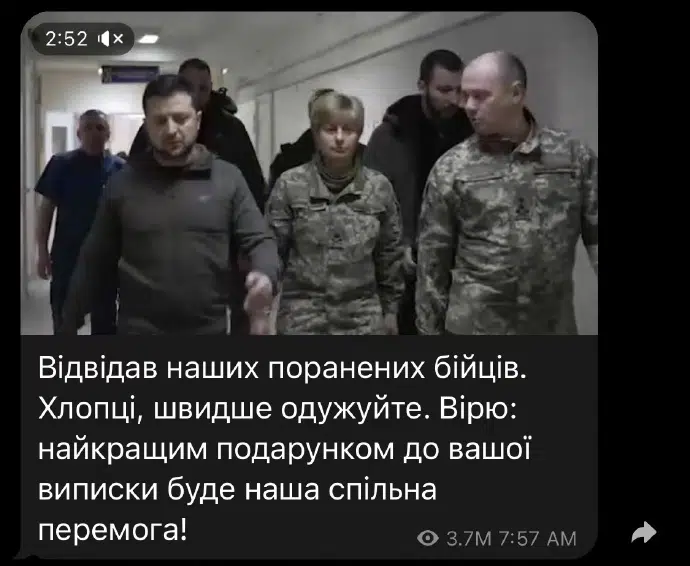 2:52
Відвідав наших поранених бійців.
Хлопці, швидше одужуйте. Вірю:
найкращим подарунком до вашої
виписки буде наша спільна
перемога!
3.7M 7:57 AM